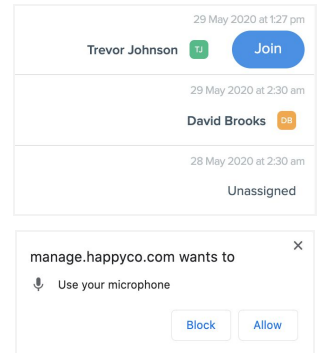 29 May 2020 at 1:27 pm
Trevor Johnson TJ Join
29 May 2020 at 2:30 am
David Brooks DB
28 May 2020 at 2:30 am
Unassigned
manage.happyco.com wants to
Use your microphone
Block Allow